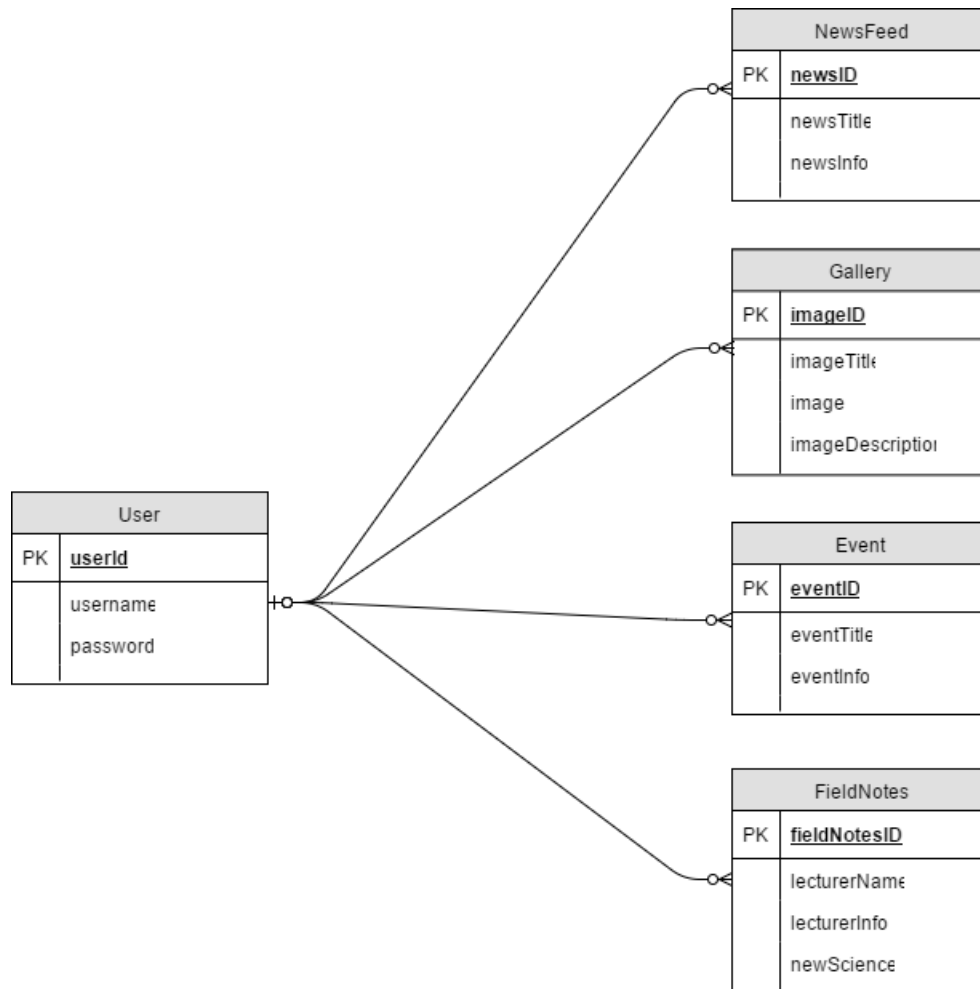 NewsFeed
PK newsID
newsTitle
newsInfo
Gallery
PK imageID
imageTitle
image
imageDescription
User
PK userId
username
password
Event
PK eventID
eventTitle
eventInfo
FieldNotes
PK fieldNotesID
lecturerName
lecturerInfo
newScience